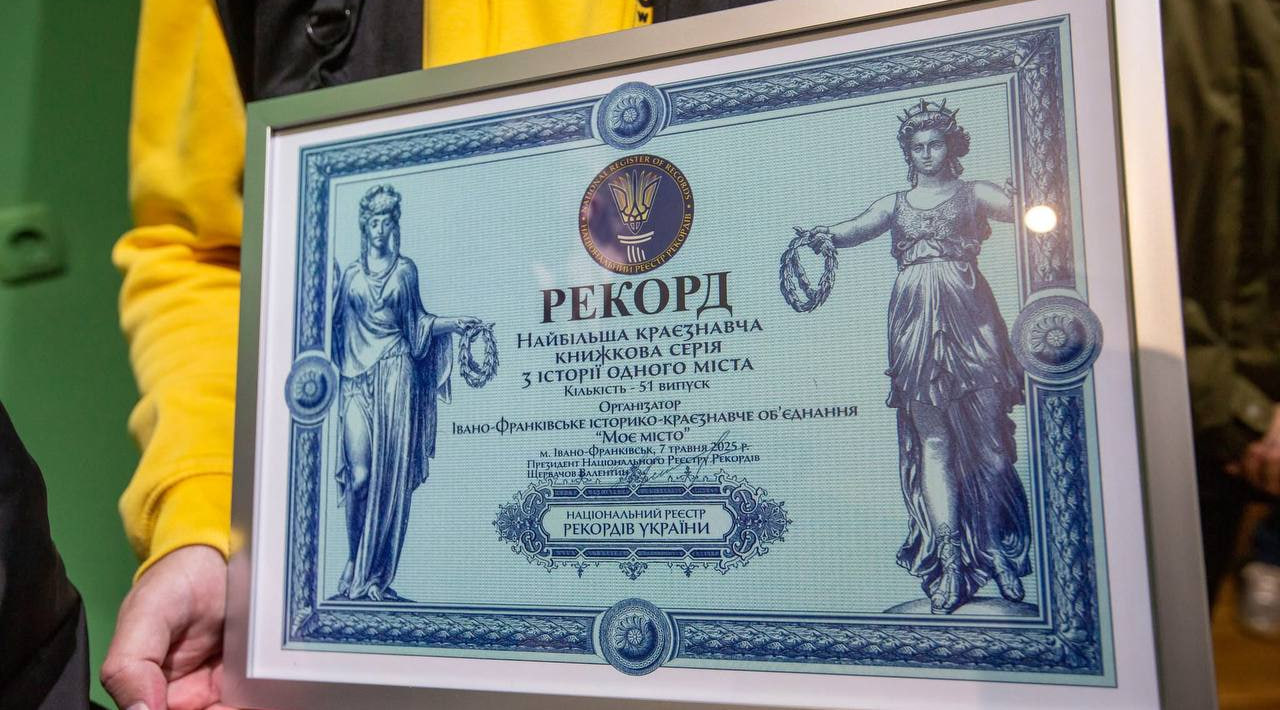 NATIONAL REGISTER OF RECORDS
НАЦІОНАЛЬНИЙ РЕЄСТР РЕКОРДІВ
РЕКОРД
НАЙБІЛЬША КРАЄЗНАВЧА
КНИЖКОВА СЕРІЯ
З ІСТОРІЇ ОДНОГО МІСТА
КІЛЬКІСТЬ - 51 ВИПУСК
ОРГАНІЗАТОР
ІВАНО-ФРАНКІВСЬКЕ ІСТОРИКО-КРАЄЗНАВЧЕ ОБ'ЄДНАННЯ
"МОЄ МІСТО"
М. ІВАНО-ФРАНКІВСЬК, 7 ТРАВНЯ 2025 Р.
ПРЕЗИДЕНТ НАЦІОНАЛЬНОГО РЕЄСТРУ РЕКОРДІВ
ЩЕРБАЧОВ ВАЛЕНТИН
НАЦІОНАЛЬНИЙ РЕЄСТР
РЕКОРДІВ УКРАЇНИ